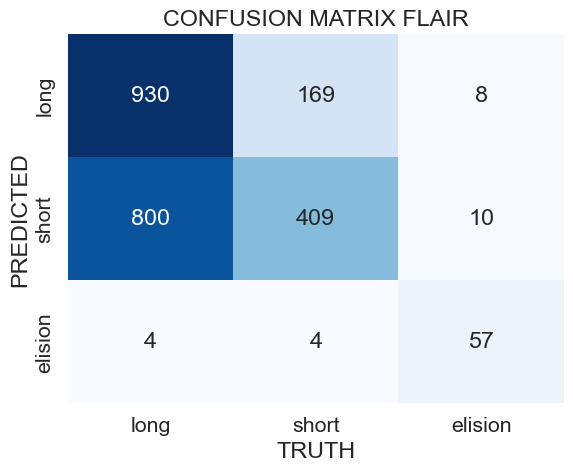 CONFUSION MATRIX FLAIR
long 930 169 8
short 800 409 10
elision 4 4 57
PREDICTED
long short elision
TRUTH